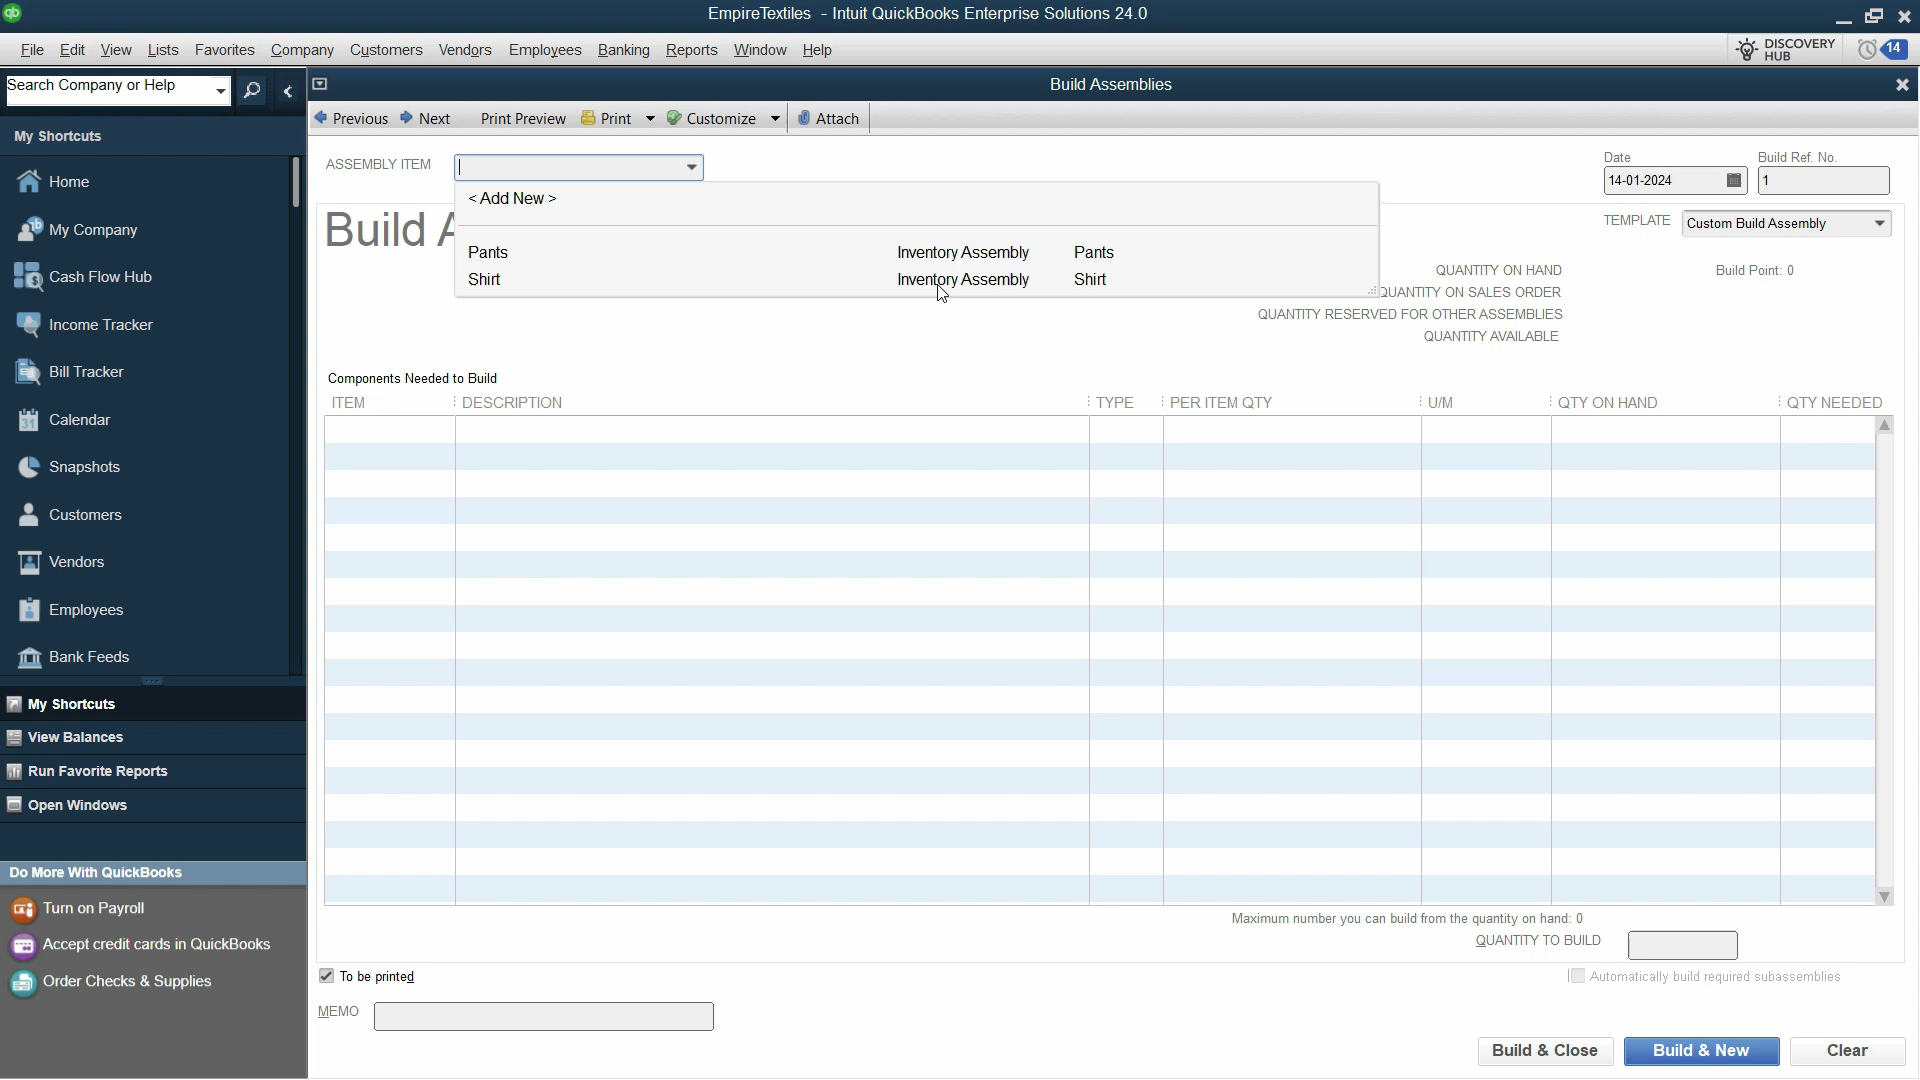 EmpireTextiles - Intuit QuickBooks Enterprise Solutions 24.0
File Edit View Lists Favorites Company Customers Vendors Employees Banking Reports Window Help
DISCOVERY HUB
14
Search Company or Help
Build Assemblies
My Shortcuts
Previous Next Print Preview Print Customize Attach
Home
My Company
Cash Flow Hub
Income Tracker
Bill Tracker
Calendar
31
Snapshots
Customers
Vendors
Employees
Bank Feeds
My Shortcuts
View Balances
Run Favorite Reports
Open Windows
Do More With QuickBooks
Turn on Payroll
Accept credit cards in QuickBooks
Order Checks & Supplies
ASSEMBLY ITEM
< Add New >
Pants Inventory Assembly Pants
Shirt Inventory Assembly Shirt
Build A
Date Build Ref. No.
14-01-2024 1
TEMPLATE Custom Build Assembly
QUANTITY ON HAND Build Point: 0
QUANTITY ON SALES ORDER
QUANTITY RESERVED FOR OTHER ASSEMBLIES
QUANTITY AVAILABLE
Components Needed to Build
ITEM DESCRIPTION TYPE PER ITEM QTY U/M QTY ON HAND QTY NEEDED
Maximum number you can build from the quantity on hand: 0
QUANTITY TO BUILD
To be printed
Automatically build required subassemblies
MEMO
Build & Close Build & New Clear